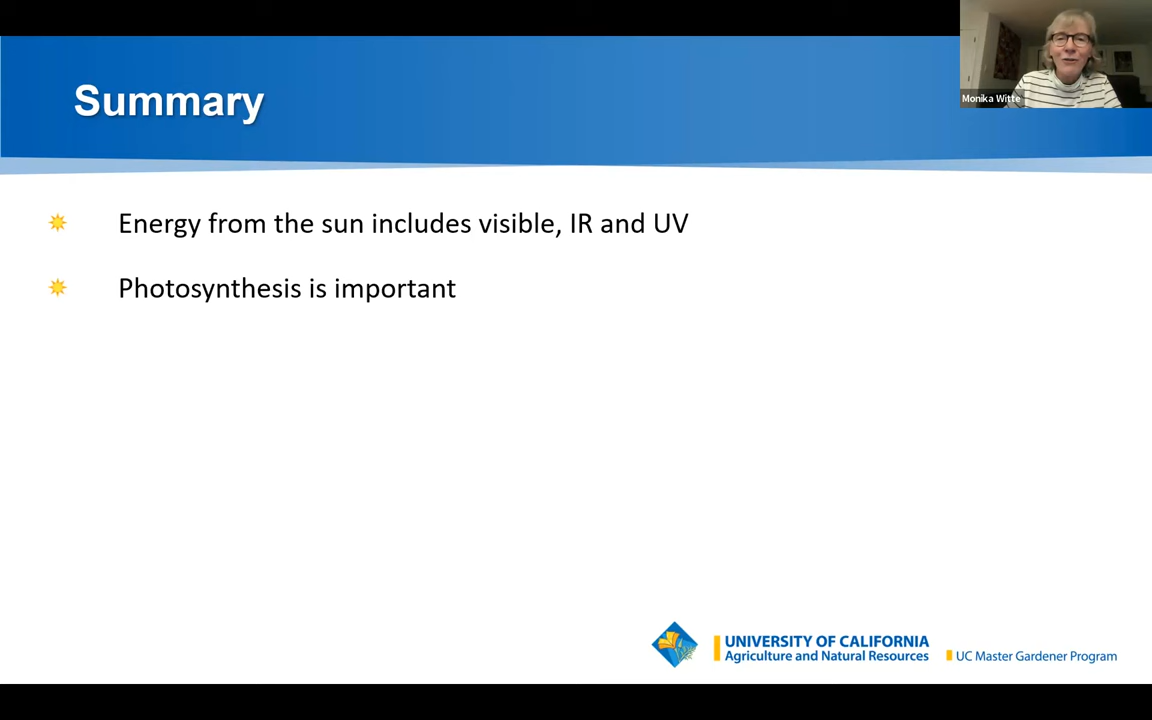 Summary
Monika Witte
Energy from the sun includes visible, IR and UV
Photosynthesis is important
UNIVERSITY OF CALIFORNIA
Agriculture and Natural Resources
UC Master Gardener Program